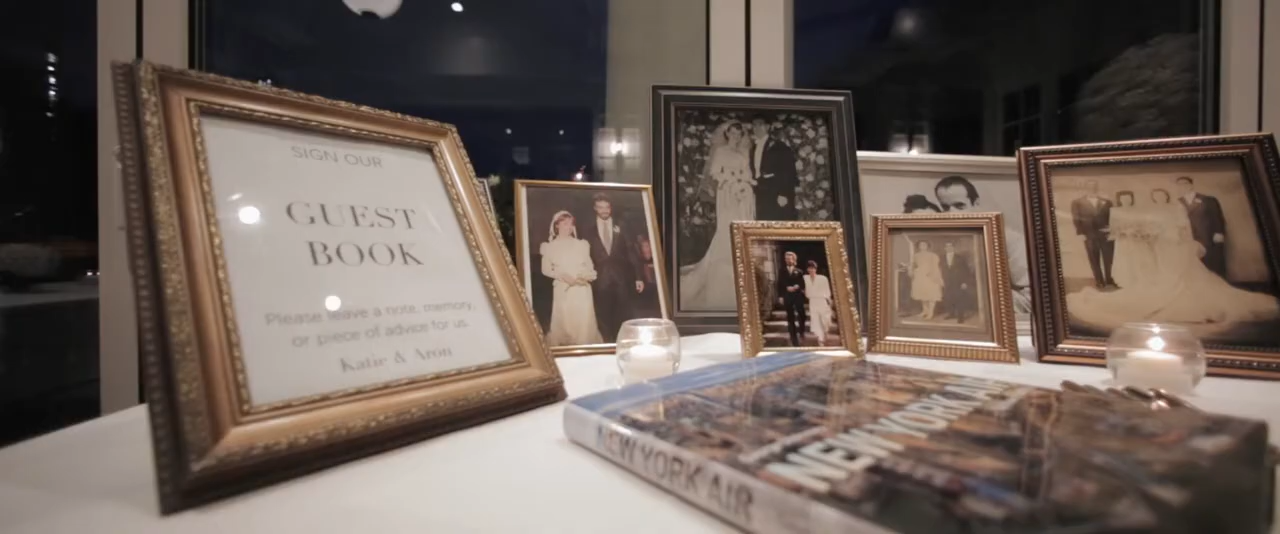 SIGN OUR
GUEST
BOOK
Please leave a note, memory,
or piece of advice for us.
Katie & Aron
NEW YORK AIR
NEW YORK AIR